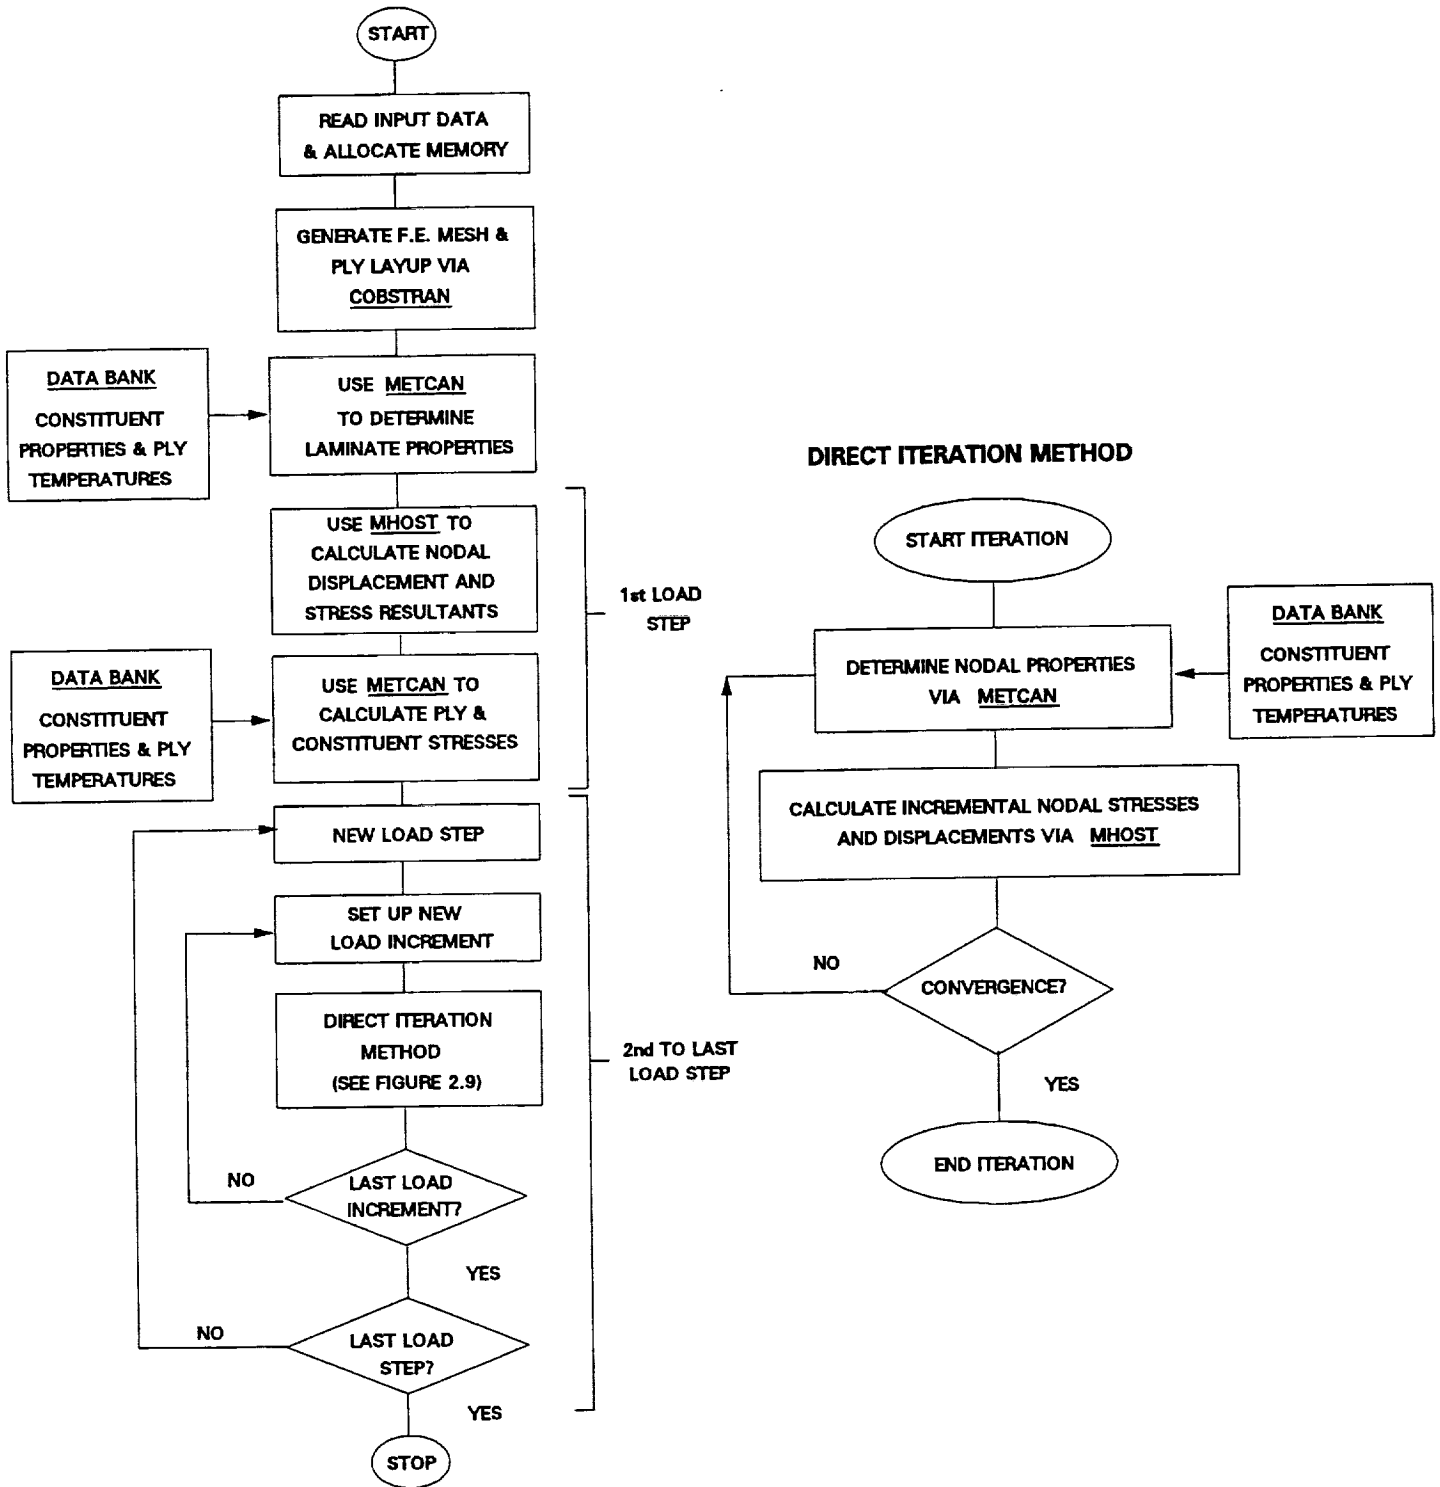 START
READ INPUT DATA
& ALLOCATE MEMORY
GENERATE F.E. MESH &
PLY LAYUP VIA
COBSTRAN
DATA BANK
CONSTITUENT
PROPERTIES & PLY
TEMPERATURES
USE METCAN
TO DETERMINE
LAMINATE PROPERTIES
USE MHOST TO
CALCULATE NODAL
DISPLACEMENT AND
STRESS RESULTANTS
1st LOAD
STEP
DATA BANK
CONSTITUENT
PROPERTIES & PLY
TEMPERATURES
USE METCAN TO
CALCULATE PLY &
CONSTITUENT STRESSES
NEW LOAD STEP
SET UP NEW
LOAD INCREMENT
DIRECT ITERATION
METHOD
(SEE FIGURE 2.9)
2nd TO LAST
LOAD STEP
NO
LAST LOAD
INCREMENT?
YES
NO
LAST LOAD
STEP?
YES
STOP
DIRECT ITERATION METHOD
START ITERATION
DETERMINE NODAL PROPERTIES
VIA METCAN
DATA BANK
CONSTITUENT
PROPERTIES & PLY
TEMPERATURES
CALCULATE INCREMENTAL NODAL STRESSES
AND DISPLACEMENTS VIA MHOST
NO
CONVERGENCE?
YES
END ITERATION